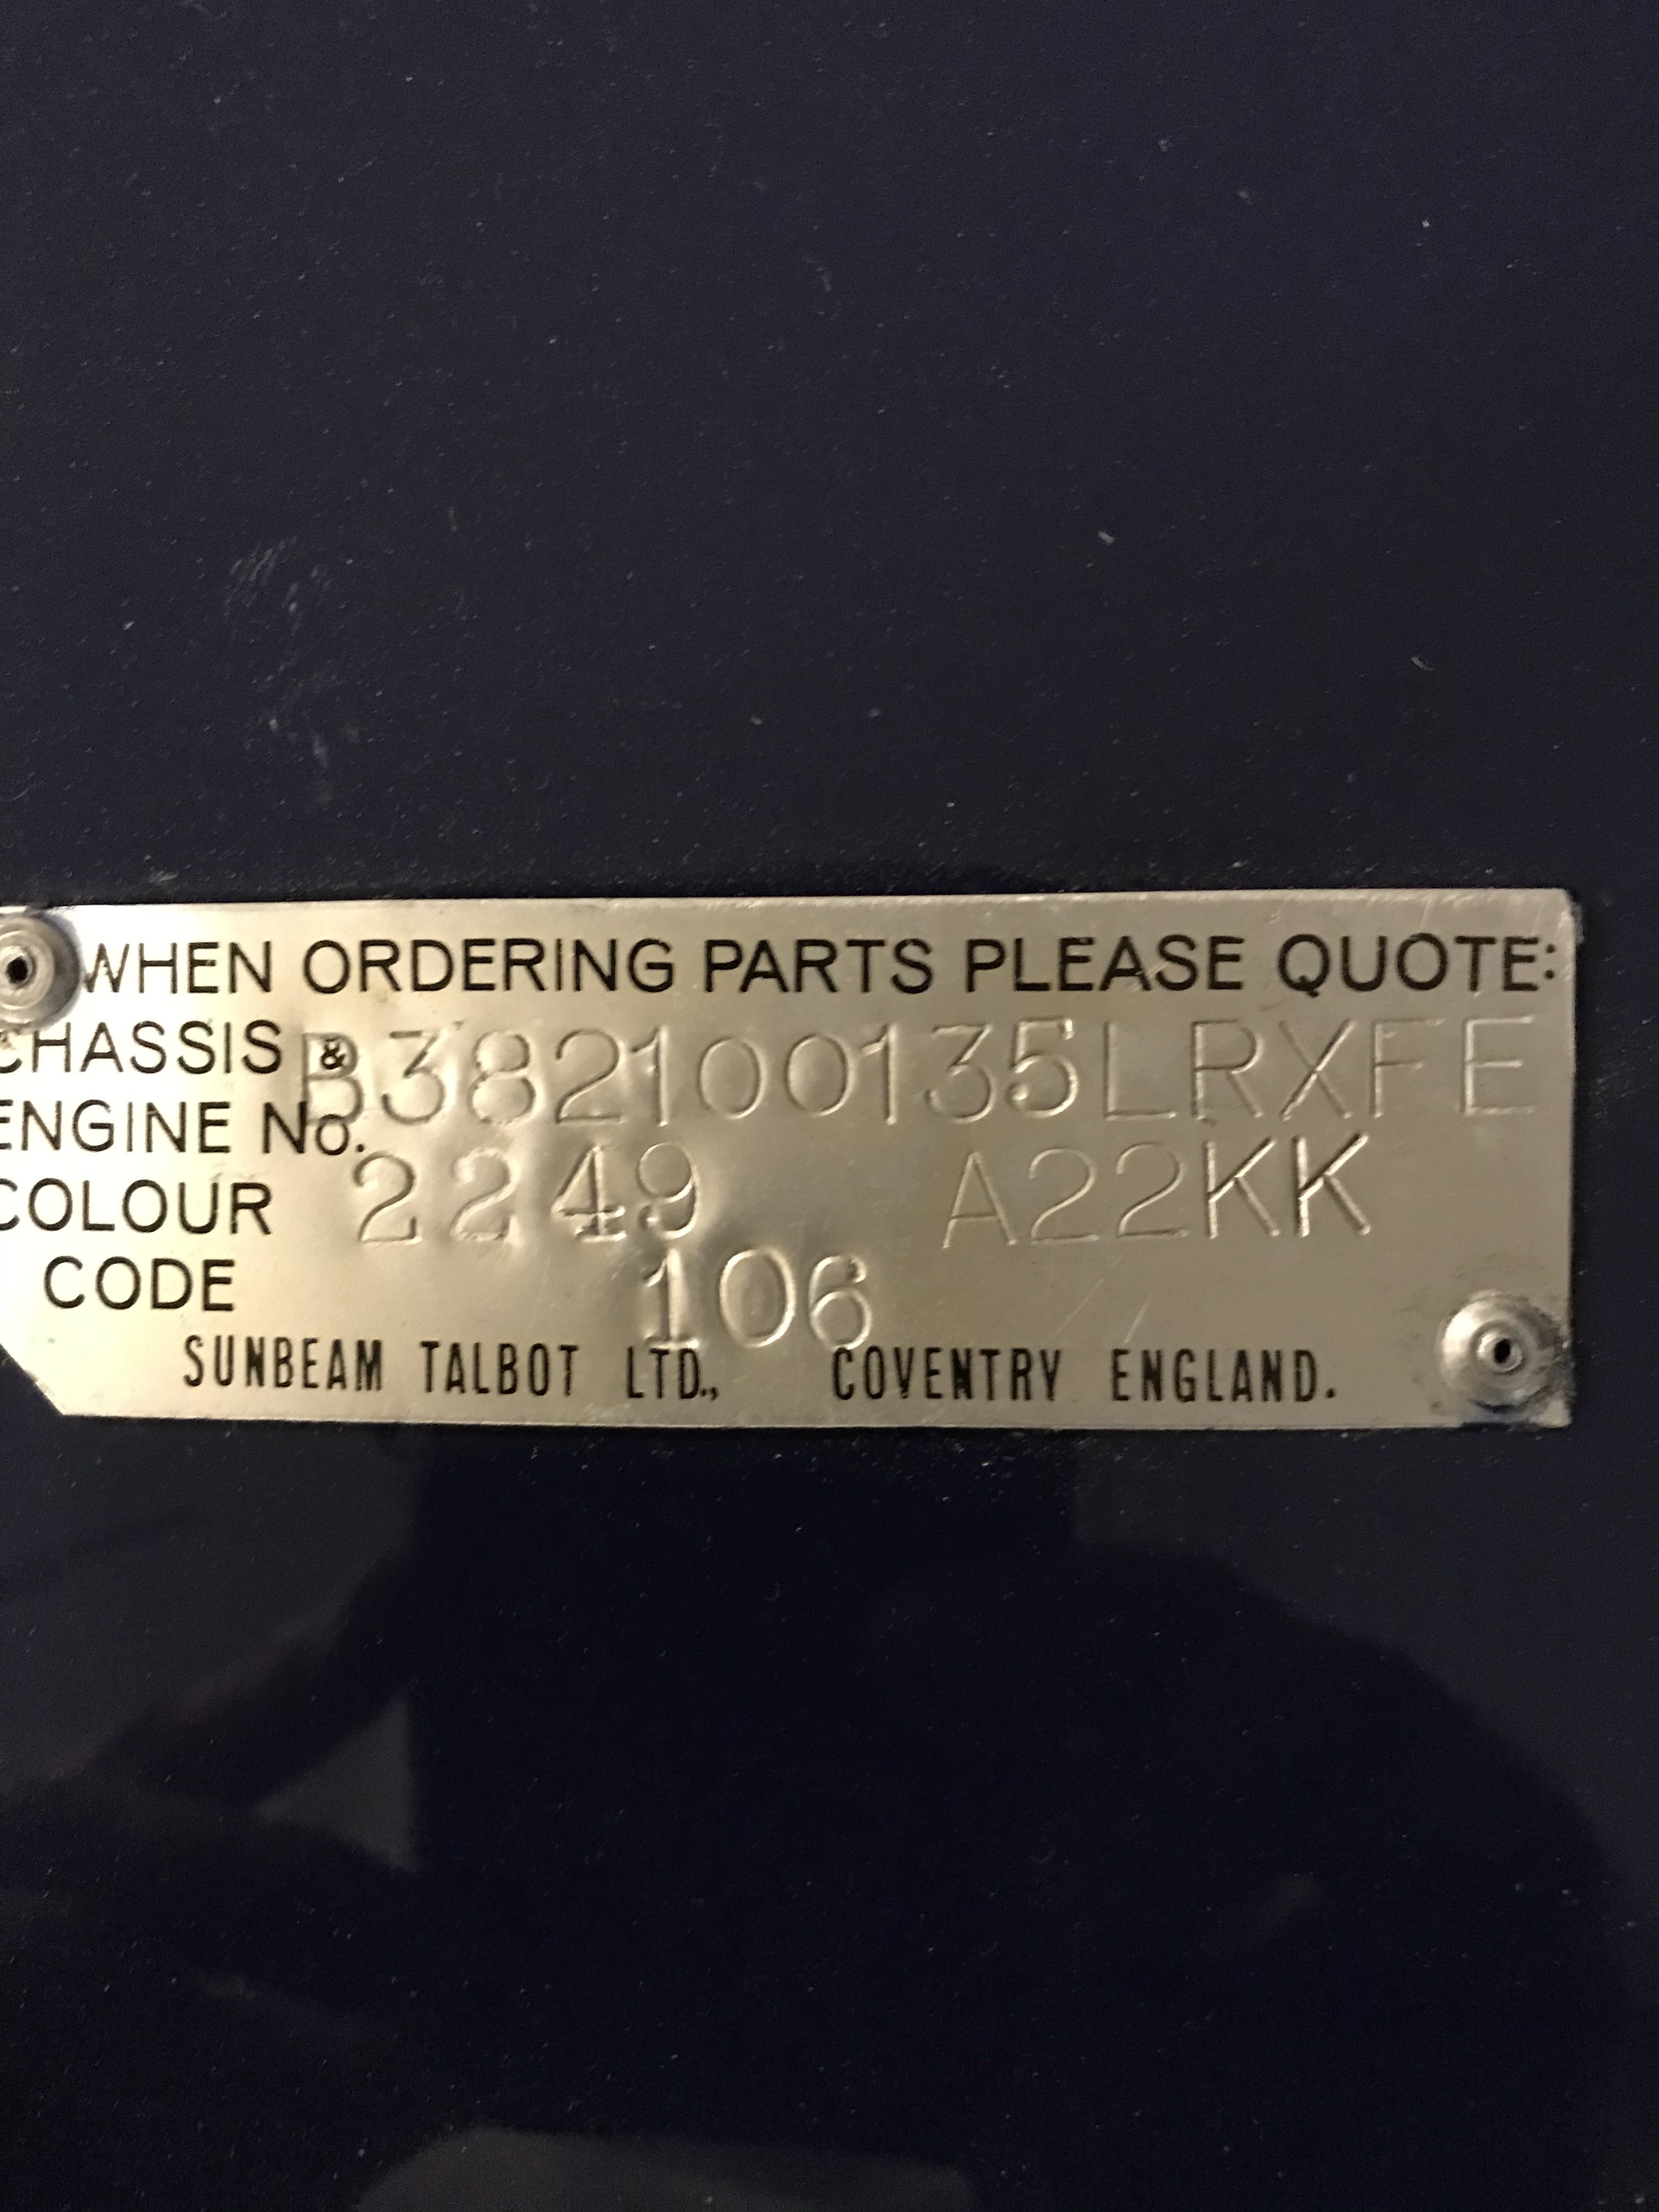 WHEN ORDERING PARTS PLEASE QUOTE:
CHASSIS & B382100135LRXFE
ENGINE No.
COLOUR 2249 A22KK
CODE 106
SUNBEAM TALBOT LTD., COVENTRY ENGLAND.